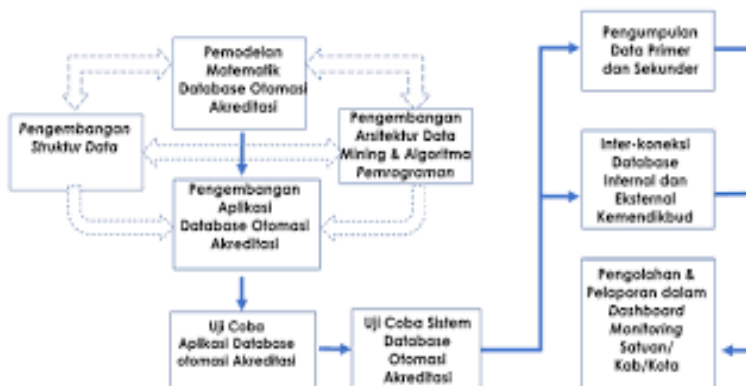 Pemodelan
Matematik
Database Otomasi
Akreditasi
Pengembangan
Struktur Data
Pengembangan
Arsitektur Data
Mining & Algoritma
Pemrograman
Pengembangan
Aplikasi
Database Otomasi
Akreditasi
Uji Coba
Aplikasi Database
otomasi Akreditasi
Uji Coba Sistem
Database
Otomasi
Akreditasi
Pengumpulan
Data Primer
dan Sekunder
Inter-koneksi
Database
Internal dan
Eksternal
Kemendikbud
Pengolahan &
Pelaporan dalam
Dashboard
Monitoring
Satuan/
Kab/Kota